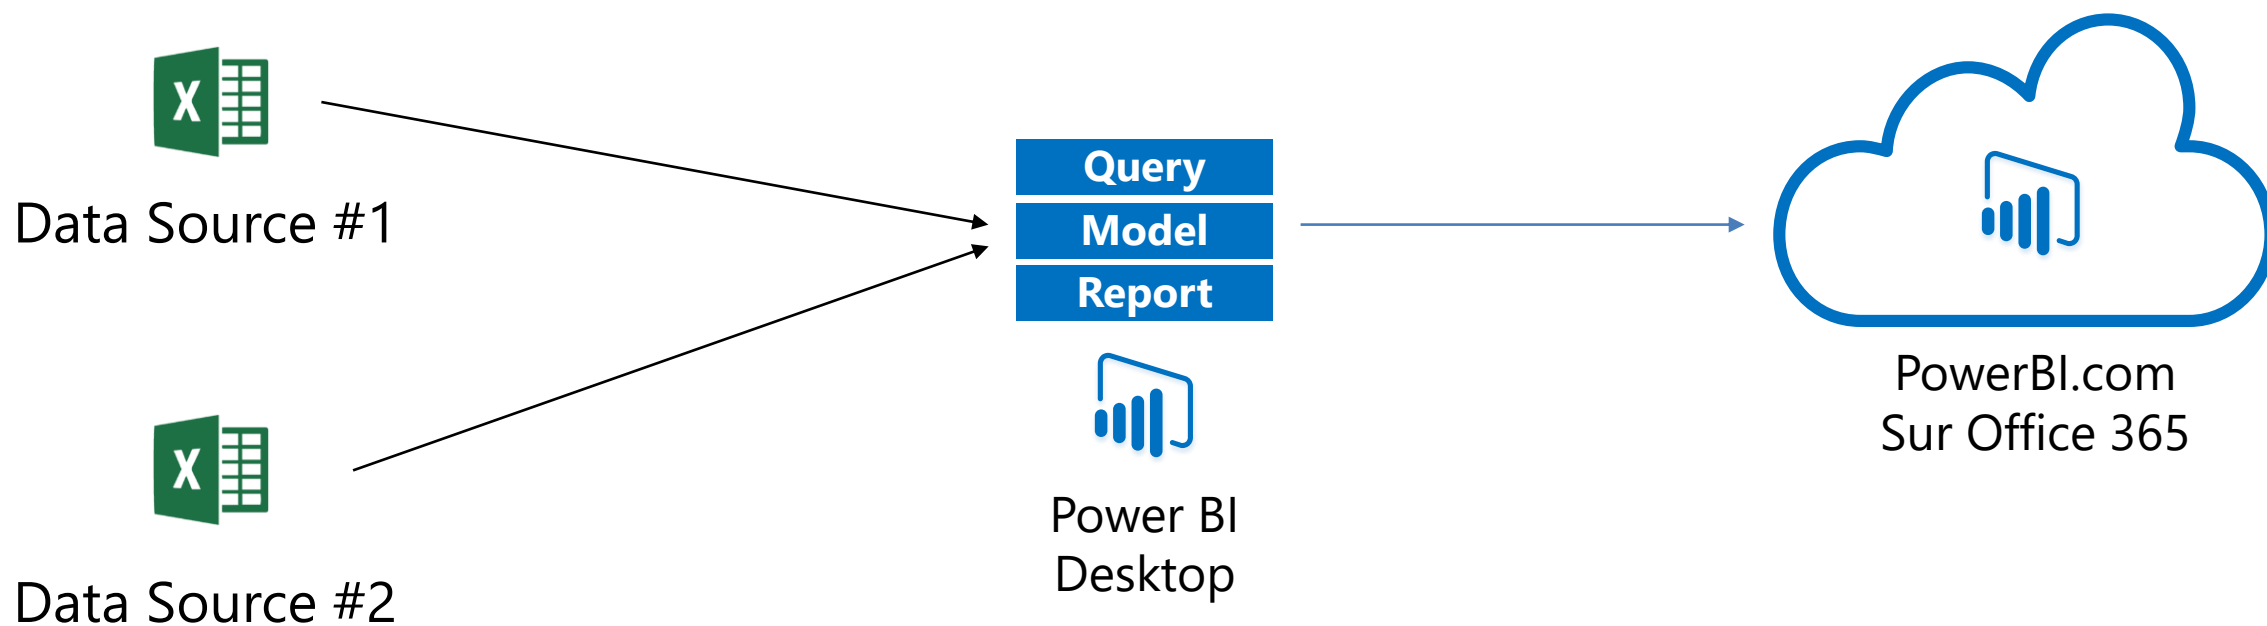 X
Data Source #1
X
Data Source #2
Query
Model
Report
Power BI
Desktop
PowerBI.com
Sur Office 365